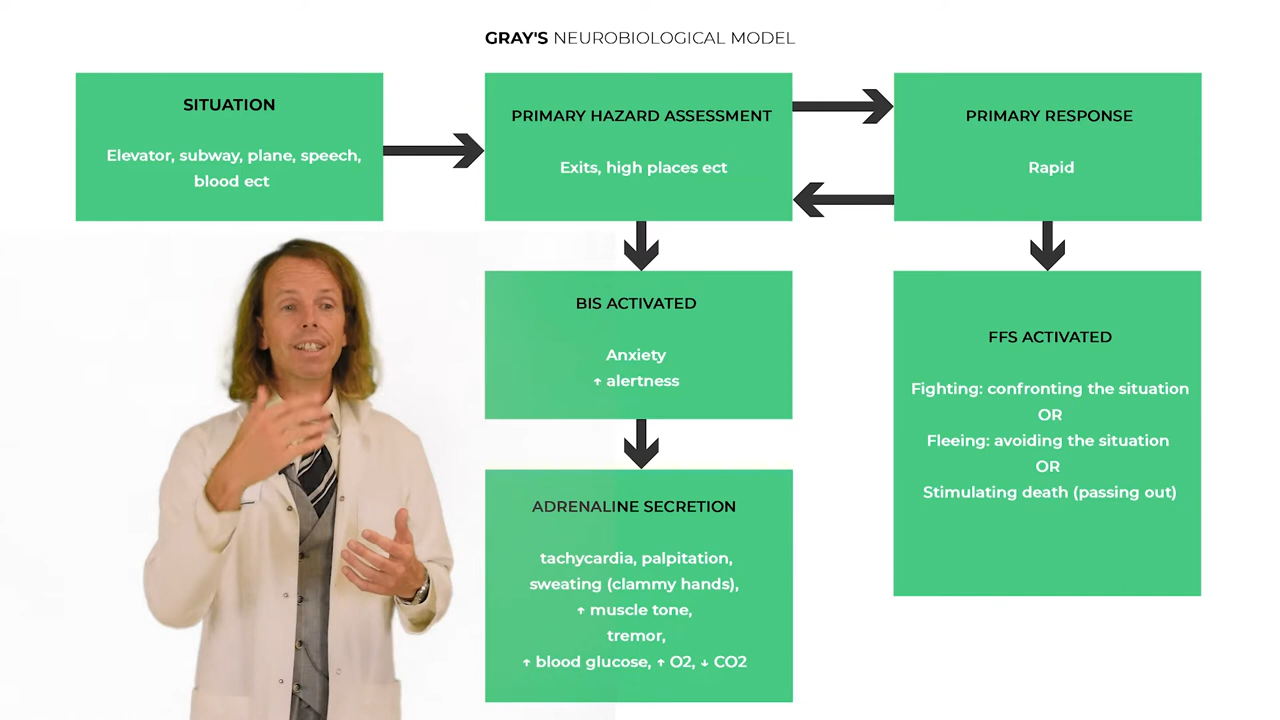 GRAY'S NEUROBIOLOGICAL MODEL
SITUATION
Elevator, subway, plane, speech,
blood ect
PRIMARY HAZARD ASSESSMENT
Exits, high places ect
PRIMARY RESPONSE
Rapid
BIS ACTIVATED
Anxiety
↑ alertness
FFS ACTIVATED
Fighting: confronting the situation
OR
Fleeing: avoiding the situation
OR
Stimulating death (passing out)
ADRENALINE SECRETION
tachycardia, palpitation,
sweating (clammy hands),
↑ muscle tone,
tremor,
↑ blood glucose, ↑ O2, ↓ CO2